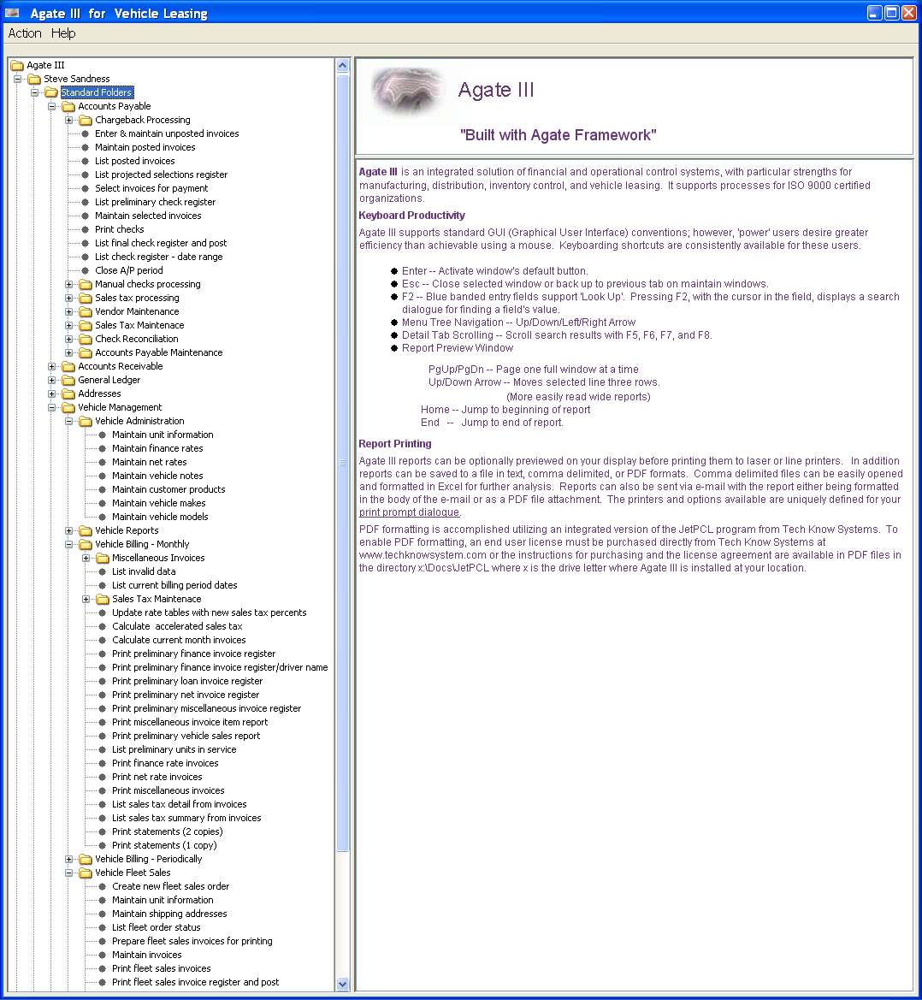 Agate III for Vehicle Leasing
Action Help
Agate III
Steve Sandness
Standard Folders
Accounts Payable
Chargeback Processing
Enter & maintain unposted invoices
Maintain posted invoices
List posted invoices
List projected selections register
Select invoices for payment
List preliminary check register
Maintain selected invoices
Print checks
List final check register and post
List check register - date range
Close A/P period
Manual checks processing
Sales tax processing
Vendor Maintenance
Sales Tax Maintenace
Check Reconciliation
Accounts Payable Maintenance
Accounts Receivable
General Ledger
Addresses
Vehicle Management
Vehicle Administration
Maintain unit information
Maintain finance rates
Maintain net rates
Maintain vehicle notes
Maintain customer products
Maintain vehicle makes
Maintain vehicle models
Vehicle Reports
Vehicle Billing - Monthly
Miscellaneous Invoices
List invalid data
List current billing period dates
Sales Tax Maintenace
Update rate tables with new sales tax percents
Calculate accelerated sales tax
Calculate current month invoices
Print preliminary finance invoice register
Print preliminary finance invoice register/driver name
Print preliminary loan invoice register
Print preliminary net invoice register
Print preliminary miscellaneous invoice register
Print miscellaneous invoice item report
Print preliminary vehicle sales report
List preliminary units in service
Print finance rate invoices
Print net rate invoices
Print miscellaneous invoices
List sales tax detail from invoices
List sales tax summary from invoices
Print statements (2 copies)
Print statements (1 copy)
Vehicle Billing - Periodically
Vehicle Fleet Sales
Create new fleet sales order
Maintain unit information
Maintain shipping addresses
List fleet order status
Prepare fleet sales invoices for printing
Maintain invoices
Print fleet sales invoices
Print fleet sales invoice register and post
Agate III
"Built with Agate Framework"
Agate III is an integrated solution of financial and operational control systems, with particular strengths for
manufacturing, distribution, inventory control, and vehicle leasing. It supports processes for ISO 9000 certified
organizations.
Keyboard Productivity
Agate III supports standard GUI (Graphical User Interface) conventions; however, 'power' users desire greater
efficiency than achievable using a mouse. Keyboarding shortcuts are consistently available for these users.
Enter -- Activate window's default button.
Esc -- Close selected window or back up to previous tab on maintain windows.
F2 -- Blue banded entry fields support 'Look Up'. Pressing F2, with the cursor in the field, displays a search
dialogue for finding a field's value.
Menu Tree Navigation -- Up/Down/Left/Right Arrow
Detail Tab Scrolling -- Scroll search results with F5, F6, F7, and F8.
Report Preview Window
PgUp/PgDn -- Page one full window at a time
Up/Down Arrow -- Moves selected line three rows.
(More easily read wide reports)
Home -- Jump to beginning of report
End -- Jump to end of report.
Report Printing
Agate III reports can be optionally previewed on your display before printing them to laser or line printers. In addition
reports can be saved to a file in text, comma delimited, or PDF formats. Comma delimited files can be easily opened
and formatted in Excel for further analysis. Reports can also be sent via e-mail with the report either being formatted
in the body of the e-mail or as a PDF file attachment. The printers and options available are uniquely defined for your
print prompt dialogue.
PDF formatting is accomplished utilizing an integrated version of the JetPCL program from Tech Know Systems. To
enable PDF formatting, an end user license must be purchased directly from Tech Know Systems at
www.techknowsystem.com or the instructions for purchasing and the license agreement are available in PDF files in
the directory x:\Docs\JetPCL where x is the drive letter where Agate III is installed at your location.